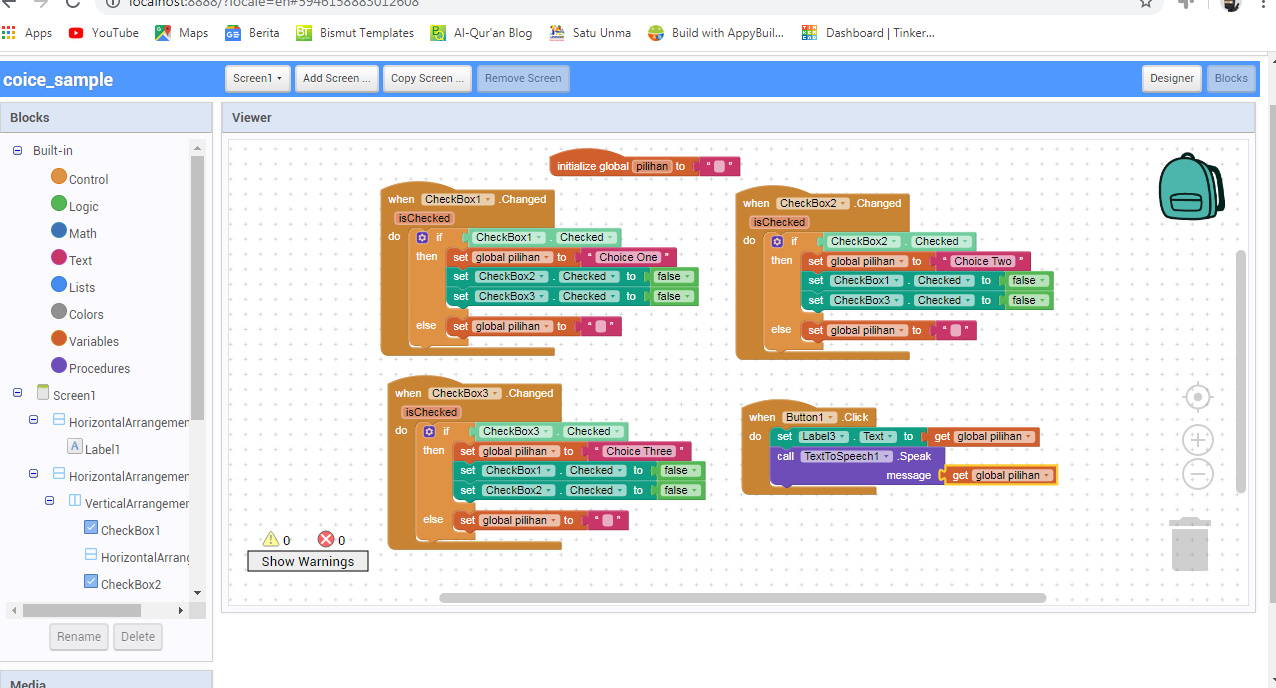 localhost:8888/?locale=en#5946158883012608
Apps YouTube Maps Berita Bismut Templates Al-Qur'an Blog Satu Unma Build with AppyBuil... Dashboard | Tinker...
coice_sample Screen1 Add Screen ... Copy Screen ... Remove Screen Designer Blocks
Blocks
Viewer
Built-in
Control
Logic
Math
Text
Lists
Colors
Variables
Procedures
Screen1
HorizontalArrangemen
Label1
HorizontalArrangemen
VerticalArrangemen
CheckBox1
HorizontalArrang
CheckBox2
Rename Delete
Media
initialize global pilihan to “ ”
when CheckBox1 .Changed
isChecked
do if CheckBox1 . Checked
then set global pilihan to “ Choice One ”
set CheckBox2 . Checked to false
set CheckBox3 . Checked to false
else set global pilihan to “ ”
when CheckBox2 .Changed
isChecked
do if CheckBox2 . Checked
then set global pilihan to “ Choice Two ”
set CheckBox1 . Checked to false
set CheckBox3 . Checked to false
else set global pilihan to “ ”
when CheckBox3 .Changed
isChecked
do if CheckBox3 . Checked
then set global pilihan to “ Choice Three ”
set CheckBox1 . Checked to false
set CheckBox2 . Checked to false
else set global pilihan to “ ”
when Button1 .Click
do set Label3 . Text to get global pilihan
call TextToSpeech1 .Speak
message get global pilihan
0 0
Show Warnings